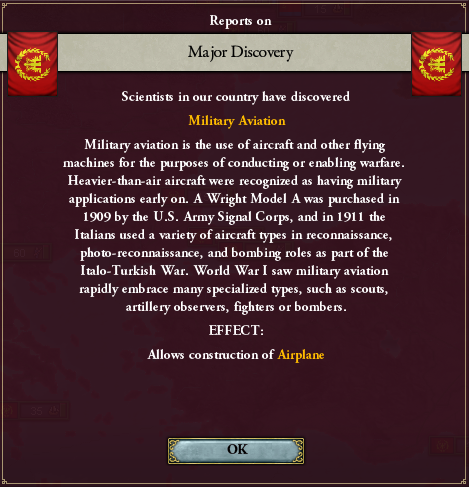 Reports on
Major Discovery
Scientists in our country have discovered
Military Aviation
Military aviation is the use of aircraft and other flying
machines for the purposes of conducting or enabling warfare.
Heavier-than-air aircraft were recognized as having military
applications early on. A Wright Model A was purchased in
1909 by the U.S. Army Signal Corps, and in 1911 the
Italians used a variety of aircraft types in reconnaissance,
photo-reconnaissance, and bombing roles as part of the
Italo-Turkish War. World War I saw military aviation
rapidly embrace many specialized types, such as scouts,
artillery observers, fighters or bombers.
EFFECT:
Allows construction of Airplane
OK